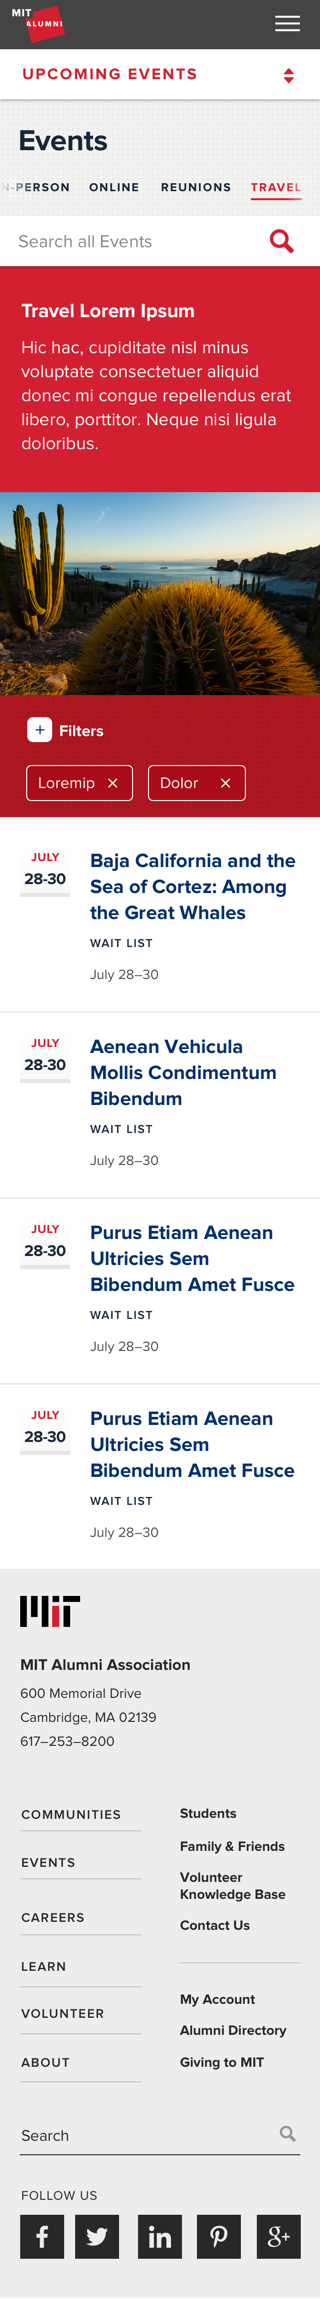 MIT
ALUMNI
UPCOMING EVENTS
Events
N-PERSON ONLINE REUNIONS TRAVEL
Search all Events
Travel Lorem Ipsum
Hic hac, cupiditate nisl minus
voluptate consectetuer aliquid
donec mi congue repellendus erat
libero, porttitor. Neque nisi ligula
doloribus.
+ Filters
Loremip × Dolor ×
JULY
28-30
Baja California and the
Sea of Cortez: Among
the Great Whales
WAIT LIST
July 28–30
JULY
28-30
Aenean Vehicula
Mollis Condimentum
Bibendum
WAIT LIST
July 28–30
JULY
28-30
Purus Etiam Aenean
Ultricies Sem
Bibendum Amet Fusce
WAIT LIST
July 28–30
JULY
28-30
Purus Etiam Aenean
Ultricies Sem
Bibendum Amet Fusce
WAIT LIST
July 28–30
MIT
MIT Alumni Association
600 Memorial Drive
Cambridge, MA 02139
617–253–8200
COMMUNITIES
EVENTS
CAREERS
LEARN
VOLUNTEER
ABOUT
Students
Family & Friends
Volunteer
Knowledge Base
Contact Us
My Account
Alumni Directory
Giving to MIT
Search
FOLLOW US
f in g+